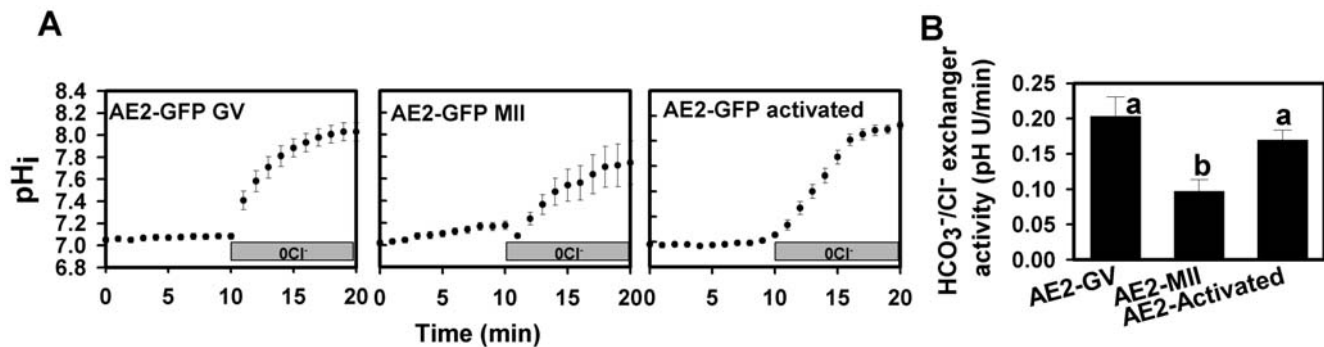 A
B
8.4
8.2
8.0
7.8
7.6
7.4
7.2
7.0
6.8
pHi
AE2-GFP GV
0Cl-
0 5 10 15
AE2-GFP MII
0Cl-
0 5 10 15 20
AE2-GFP activated
0Cl-
0 5 10 15 20
Time (min)
HCO3-/Cl- exchanger
activity (pH U/min)
0.25
0.20
0.15
0.10
0.05
0.00
a
b
a
AE2-GV
AE2-MII
AE2-Activated